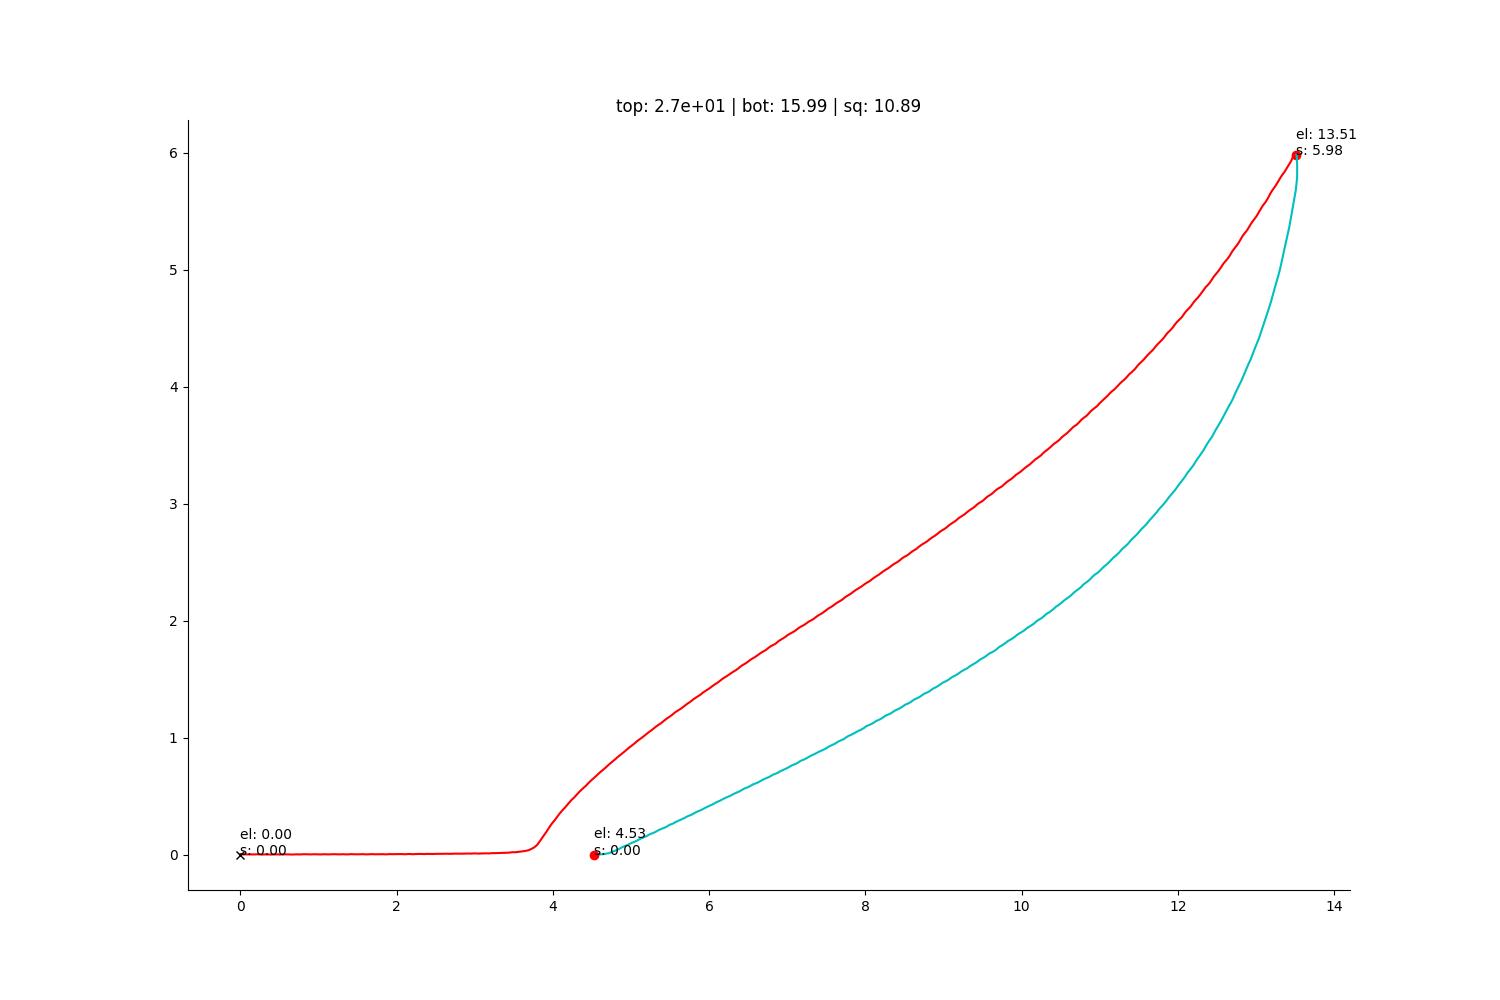 top: 2.7e+01 | bot: 15.99 | sq: 10.89
el: 13.51
s: 5.98
6
5
4
3
2
1
0
el: 0.00
s: 0.00
el: 4.53
s: 0.00
0 2 4 6 8 10 12 14